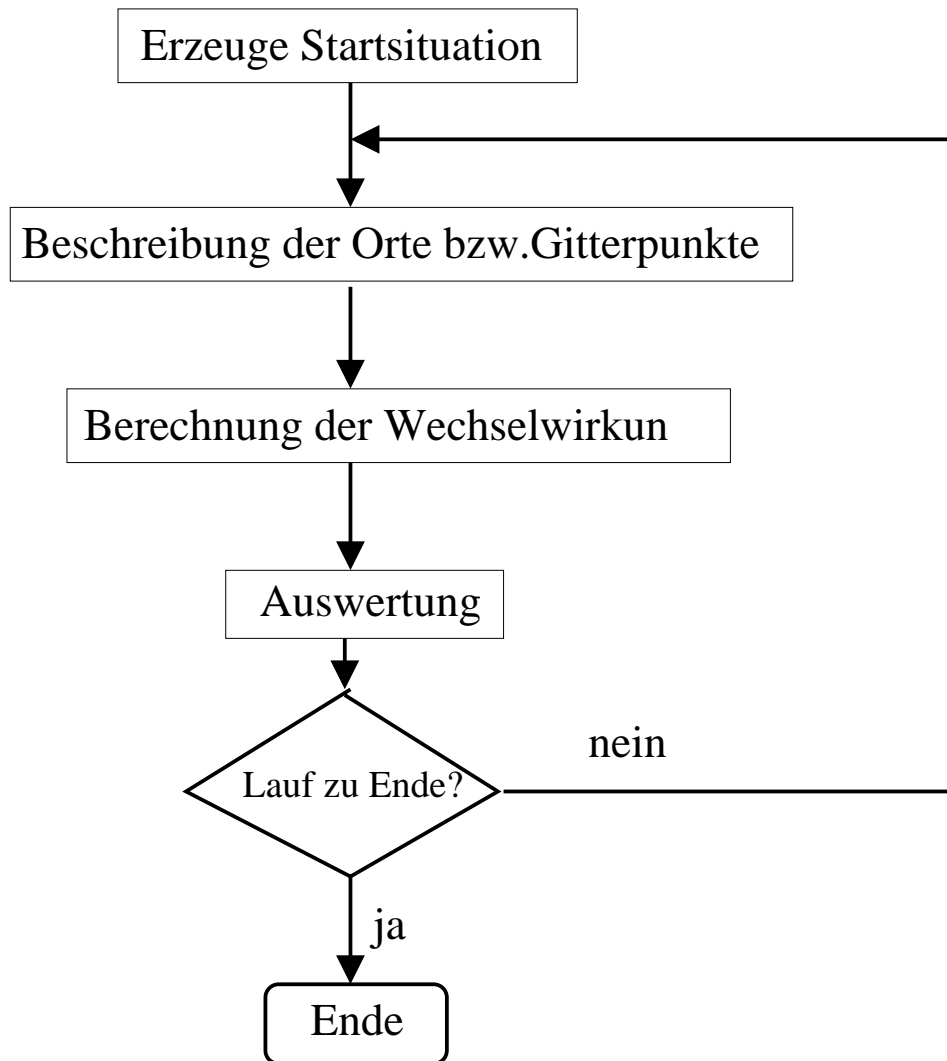 Erzeuge Startsituation
Beschreibung der Orte bzw.Gitterpunkte
Berechnung der Wechselwirkun
Auswertung
nein
Lauf zu Ende?
ja
Ende